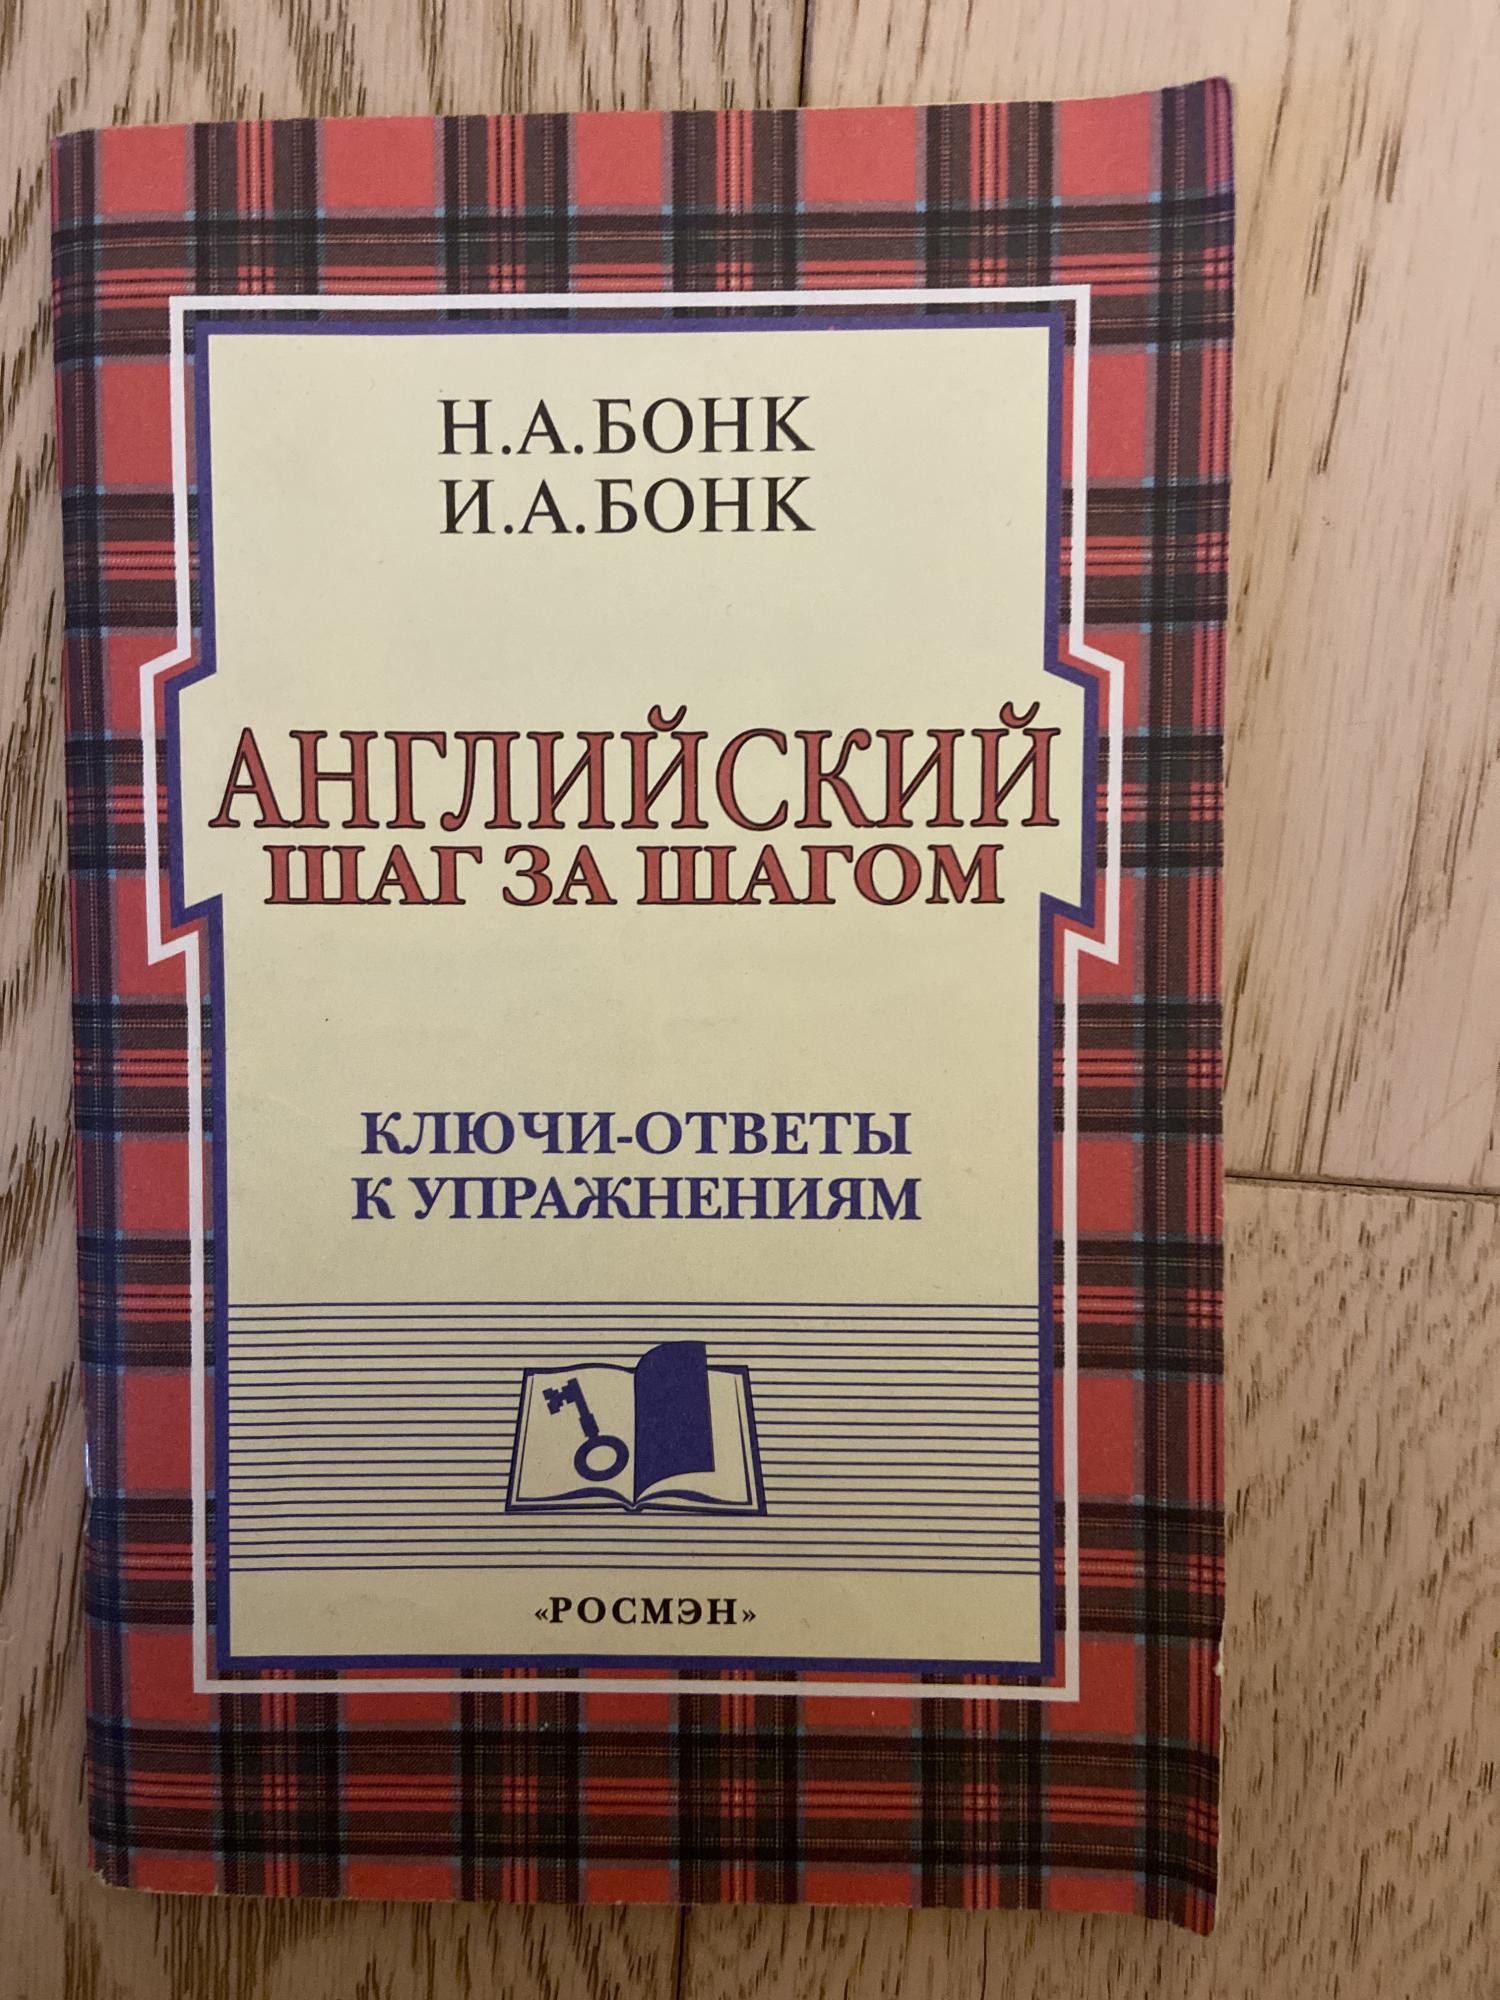 Н.А.БОНК
И.А.БОНК
АНГЛИЙСКИЙ
ШАГ ЗА ШАГОМ
КЛЮЧИ-ОТВЕТЫ
К УПРАЖНЕНИЯМ
«РОСМЭН»